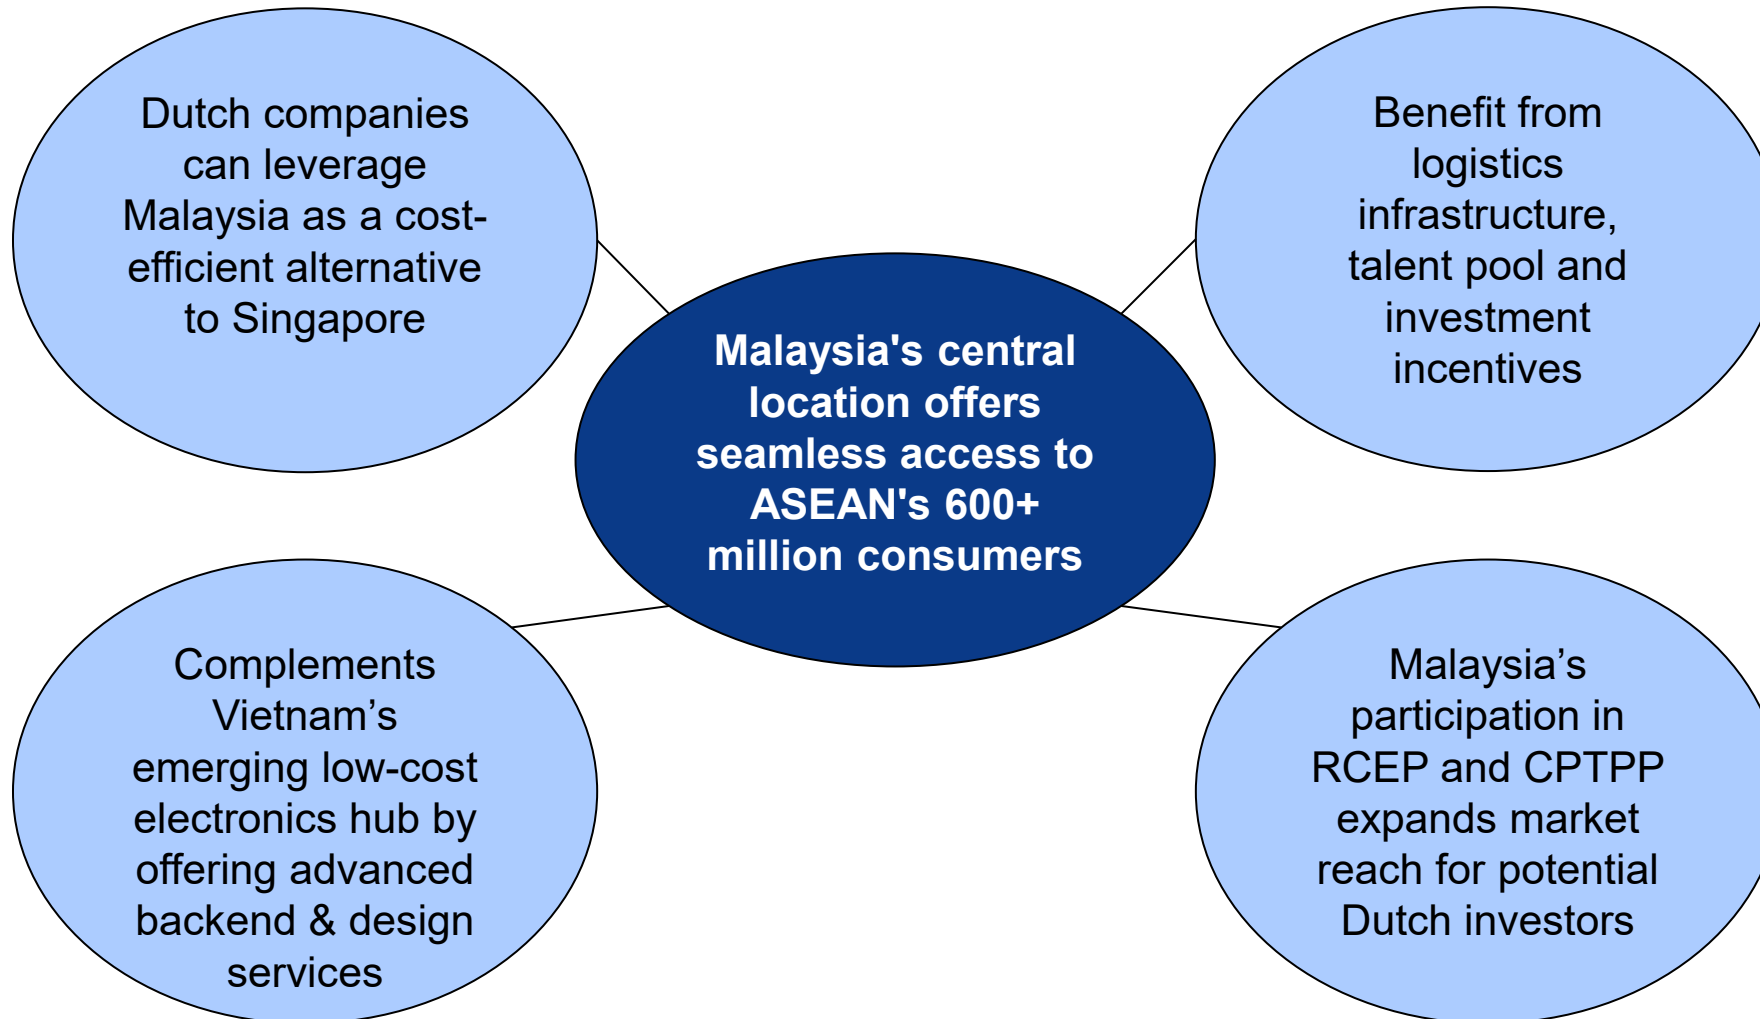 Dutch companies
can leverage
Malaysia as a cost-
efficient alternative
to Singapore
Benefit from
logistics
infrastructure,
talent pool and
investment
incentives
Malaysia's central
location offers
seamless access to
ASEAN's 600+
million consumers
Complements
Vietnam’s
emerging low-cost
electronics hub by
offering advanced
backend & design
services
Malaysia’s
participation in
RCEP and CPTPP
expands market
reach for potential
Dutch investors